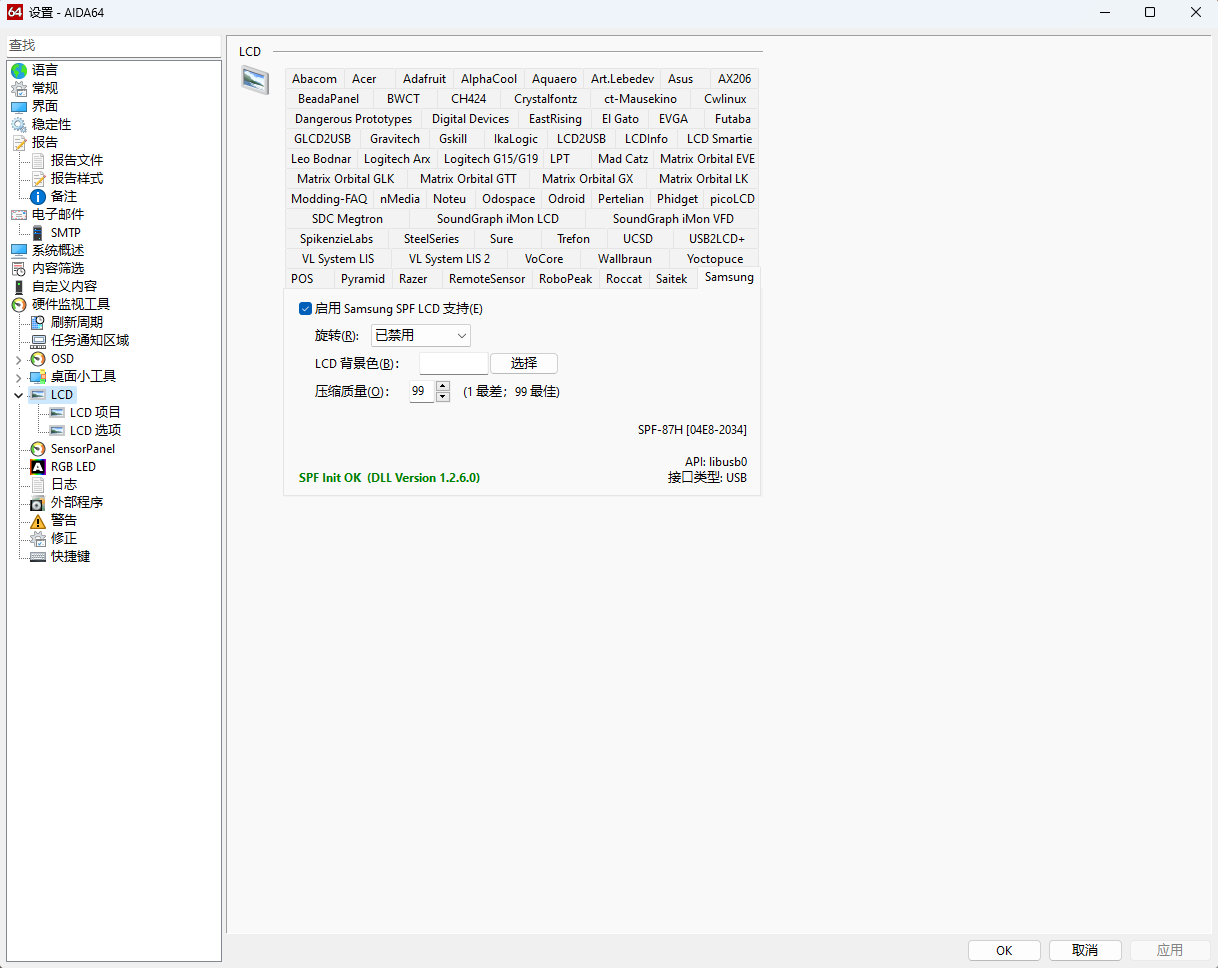 64 设置 - AIDA64
查找
语言
常规
界面
稳定性
报告
报告文件
报告样式
备注
电子邮件
SMTP
系统概述
内容筛选
自定义内容
硬件监视工具
刷新周期
任务通知区域
OSD
桌面小工具
LCD
LCD 项目
LCD 选项
SensorPanel
RGB LED
日志
外部程序
警告
修正
快捷键
LCD
Abacom Acer Adafruit AlphaCool Aquaero Art.Lebedev Asus AX206
BeadaPanel BWCT CH424 Crystalfontz ct-Mausekino Cwlinux
Dangerous Prototypes Digital Devices EastRising El Gato EVGA Futaba
GLCD2USB Gravitech Gskill IkaLogic LCD2USB LCDInfo LCD Smartie
Leo Bodnar Logitech Arx Logitech G15/G19 LPT Mad Catz Matrix Orbital EVE
Matrix Orbital GLK Matrix Orbital GTT Matrix Orbital GX Matrix Orbital LK
Modding-FAQ nMedia Noteu Odospace Odroid Pertelian Phidget picoLCD
SDC Megtron SoundGraph iMon LCD SoundGraph iMon VFD
SpikenzieLabs SteelSeries Sure Trefon UCSD USB2LCD+
VL System LIS VL System LIS 2 VoCore Wallbraun Yoctopuce
POS Pyramid Razer RemoteSensor RoboPeak Roccat Saitek Samsung
启用 Samsung SPF LCD 支持(E)
旋转(R): 已禁用
LCD 背景色(B): 选择
压缩质量(O): 99 (1 最差；99 最佳)
SPF-87H [04E8-2034]
API: libusb0
SPF Init OK (DLL Version 1.2.6.0) 接口类型: USB
OK 取消 应用